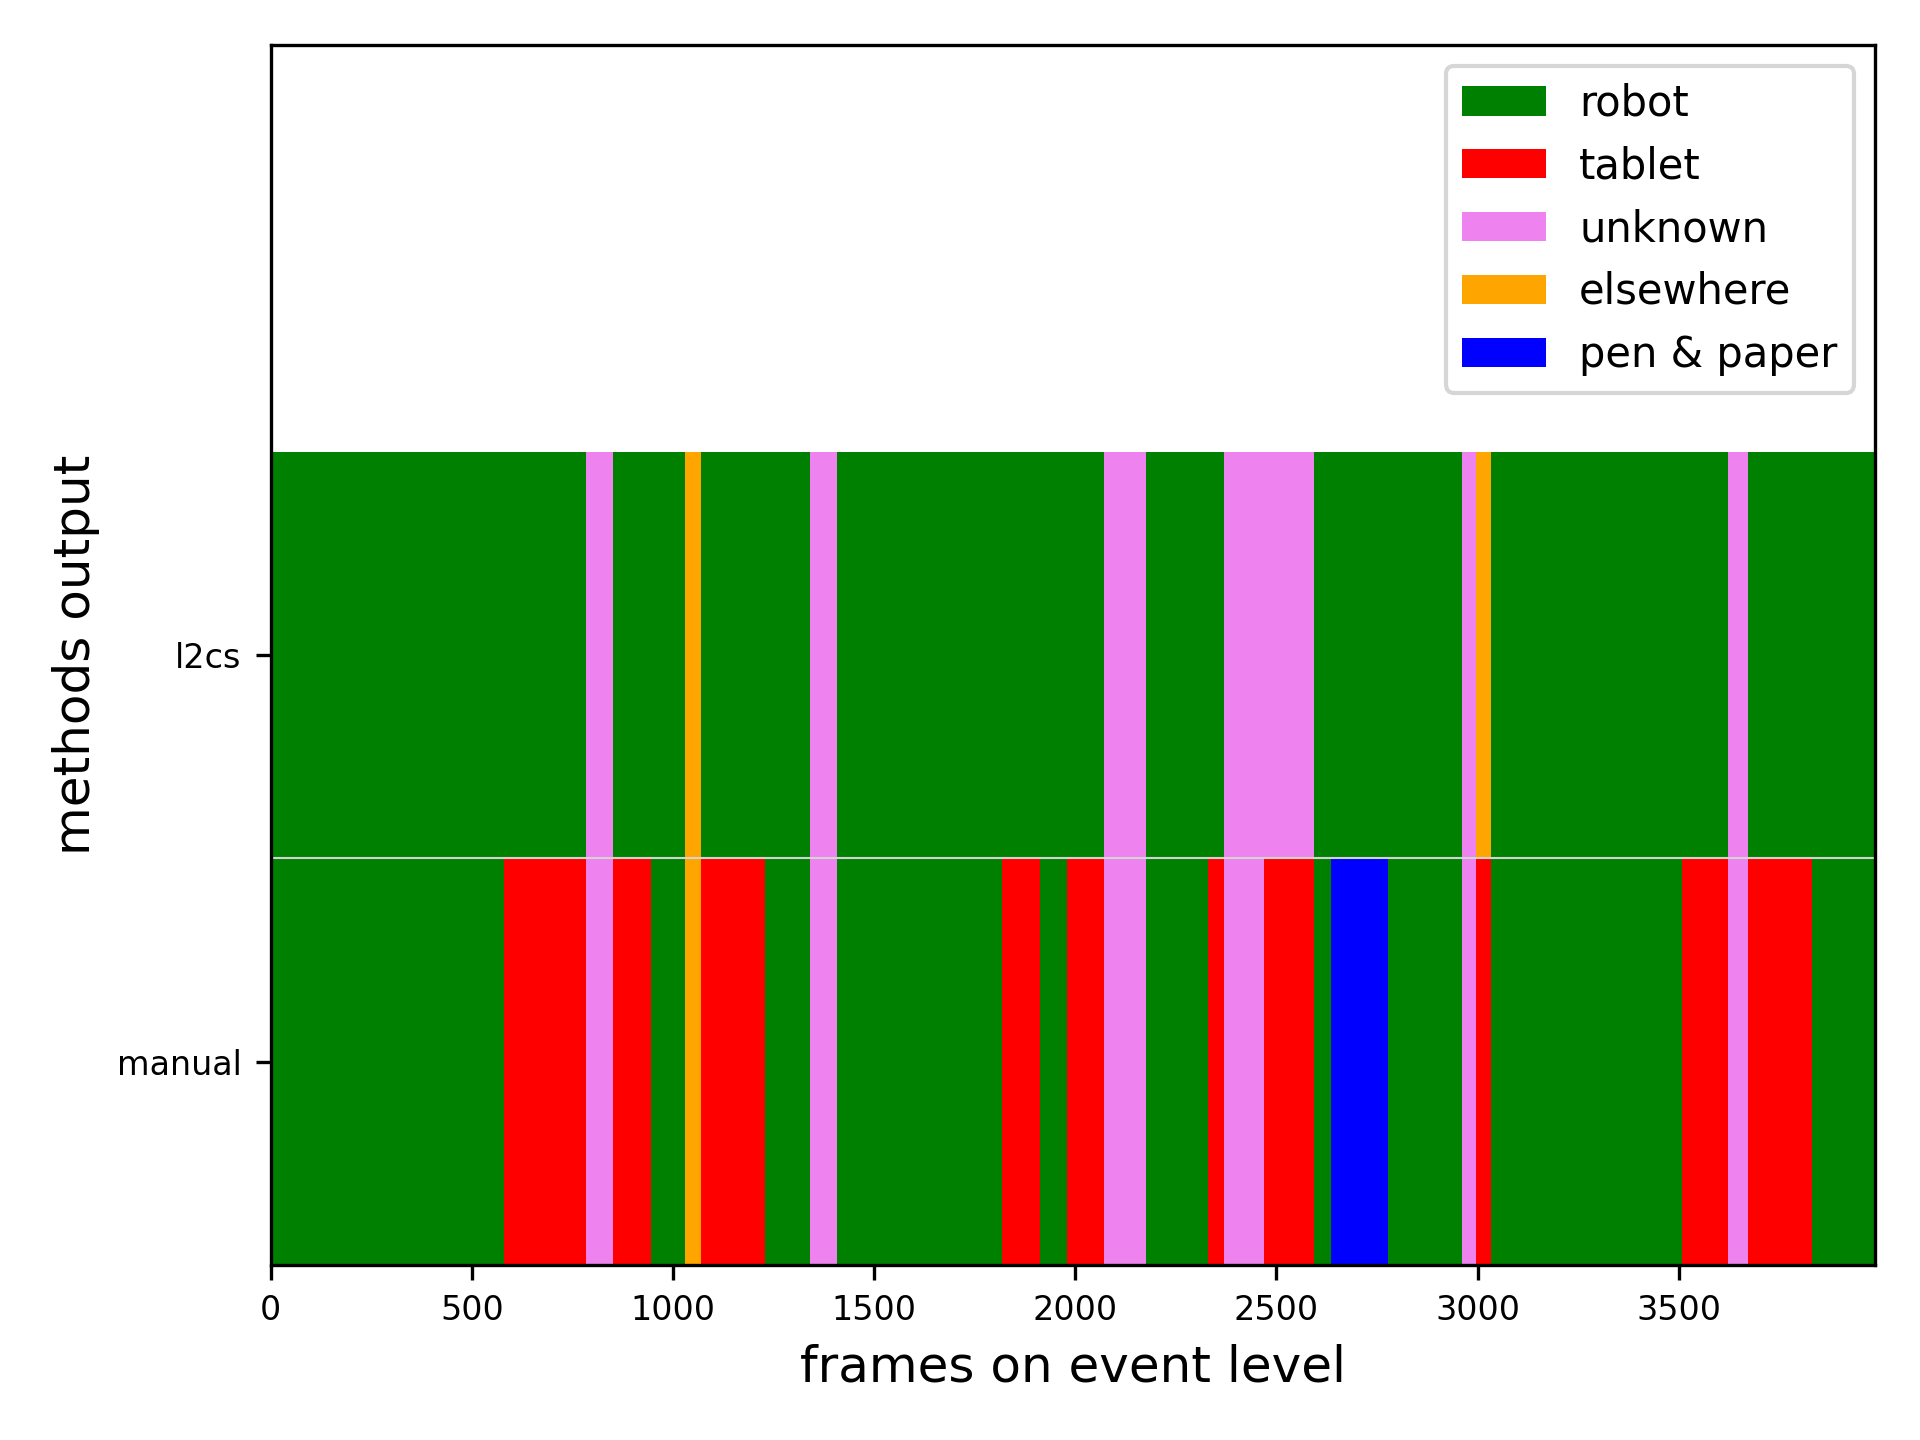 robot
tablet
unknown
elsewhere
pen & paper
methods output
l2cs
manual
0 500 1000 1500 2000 2500 3000 3500
frames on event level